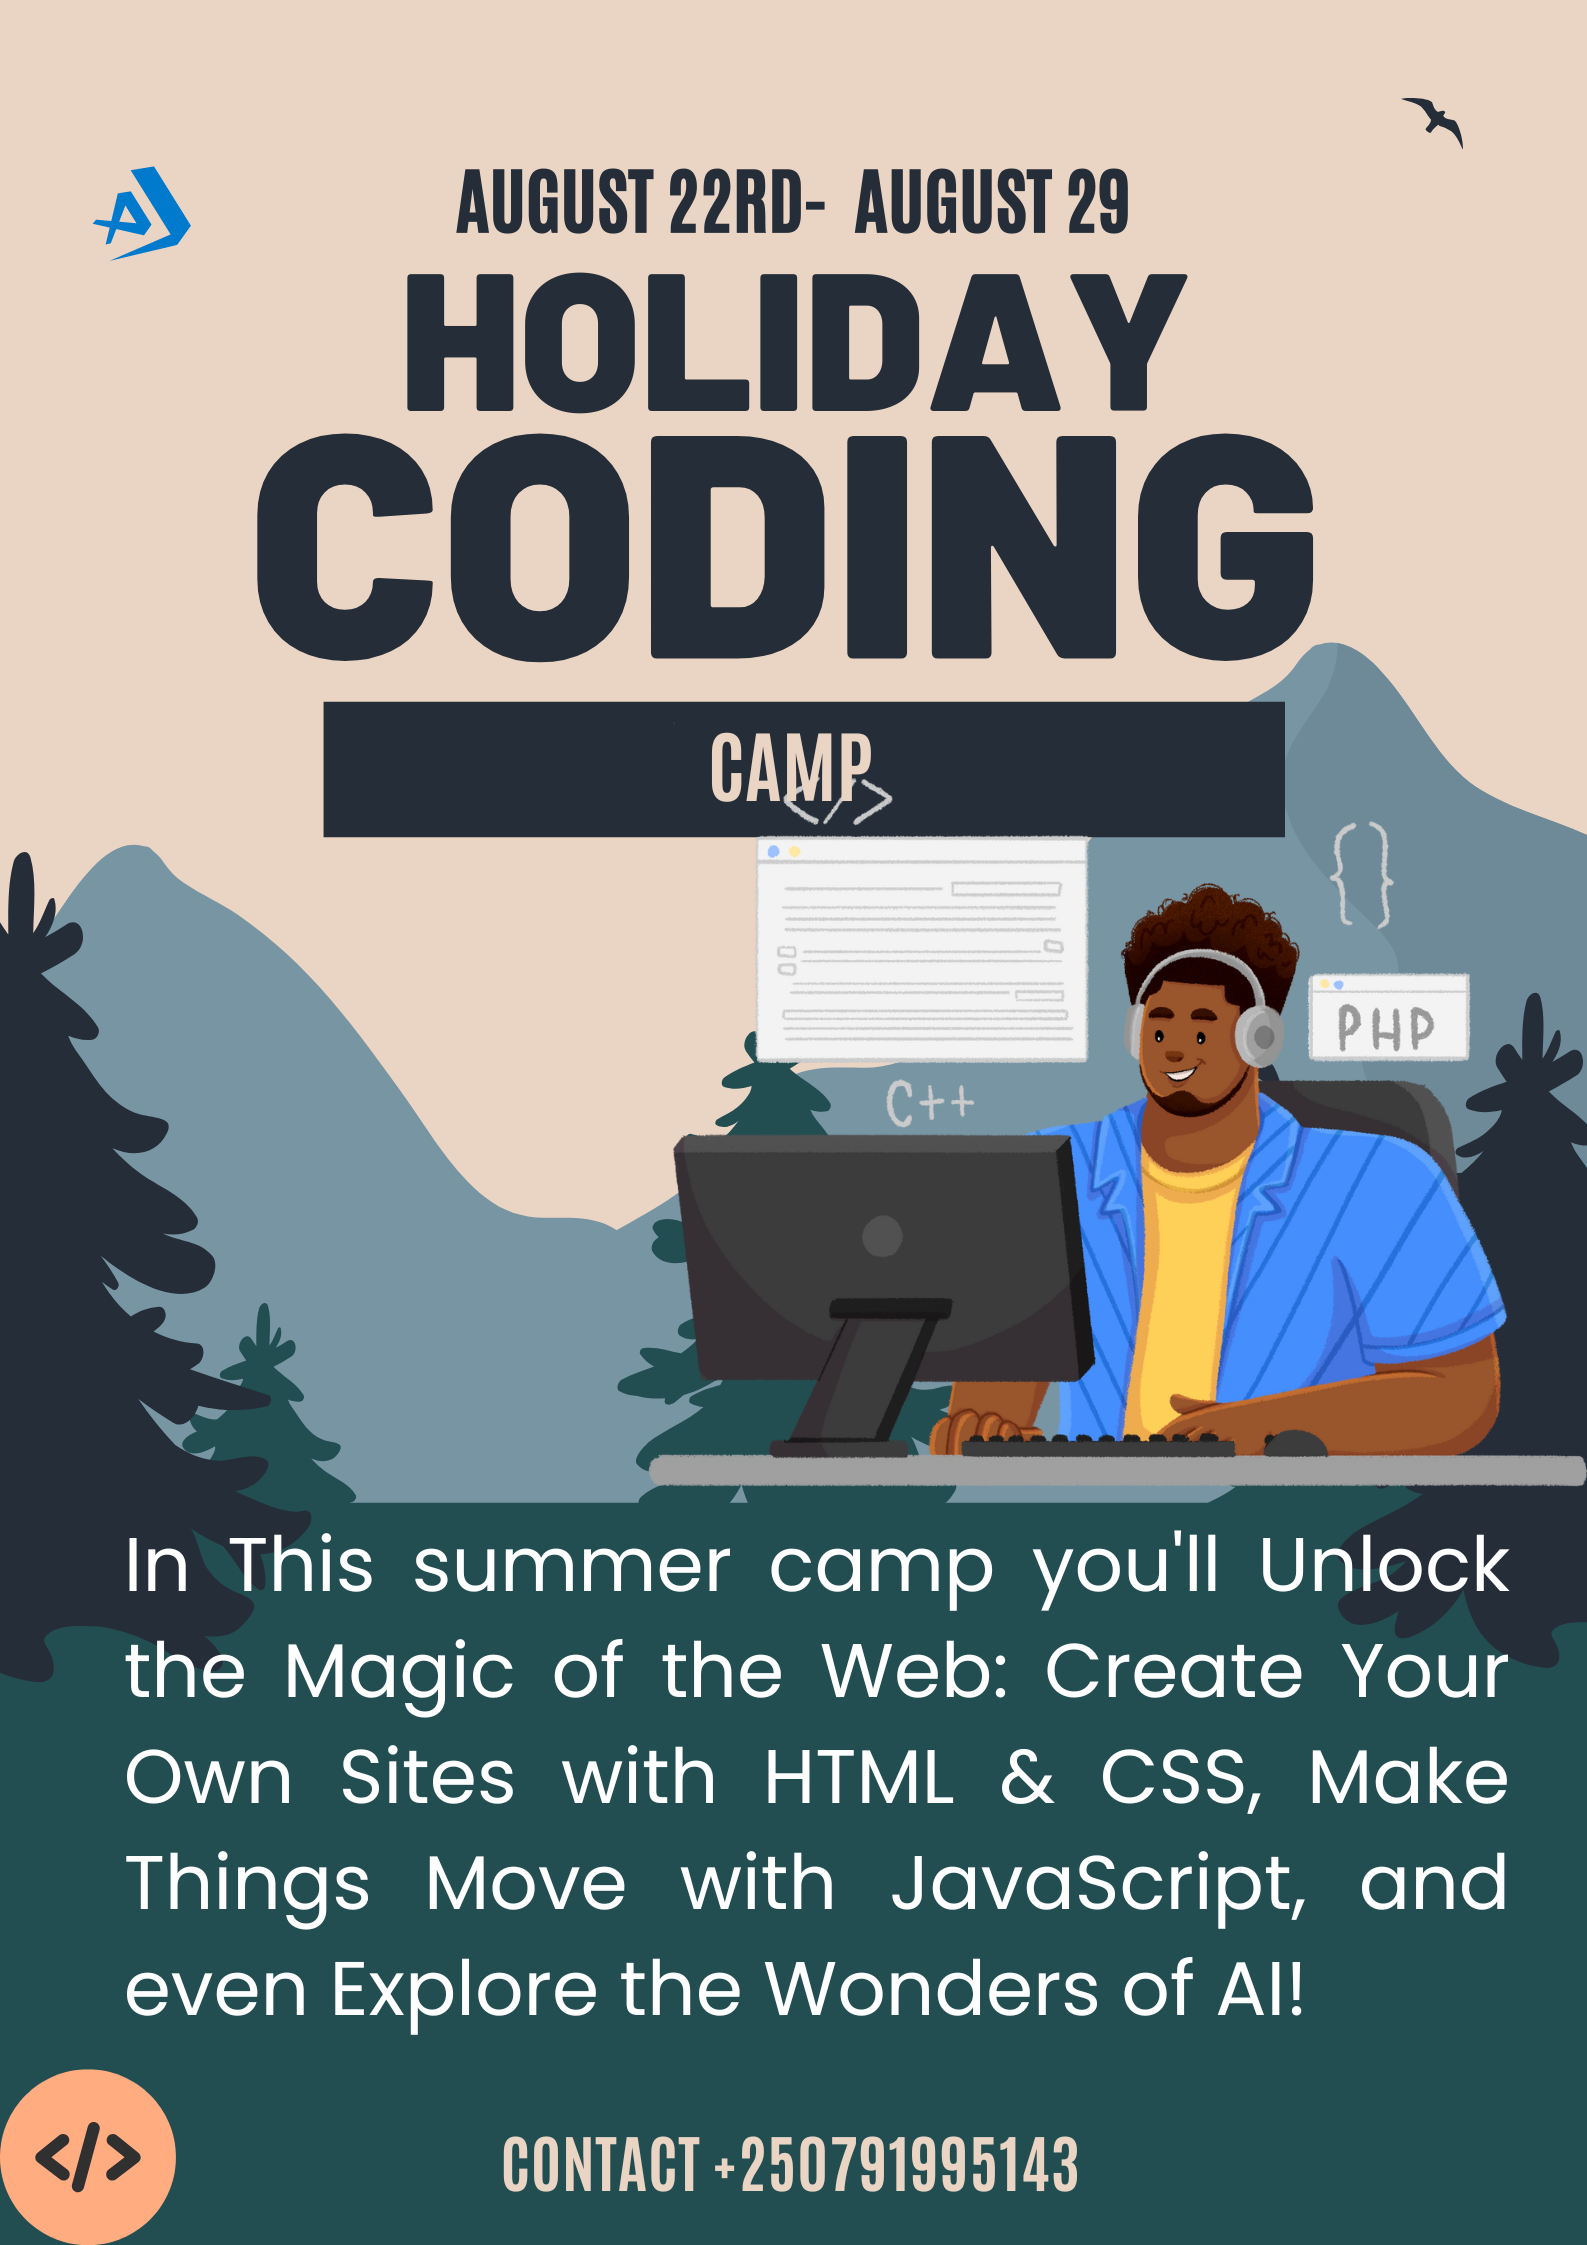 AUGUST 22RD- AUGUST 29
HOLIDAY
CODING
CAMP
</>
{}
PHP
C++
In This summer camp you'll Unlock
the Magic of the Web: Create Your
Own Sites with HTML & CSS, Make
Things Move with JavaScript, and
even Explore the Wonders of AI!
</>
CONTACT +250791995143